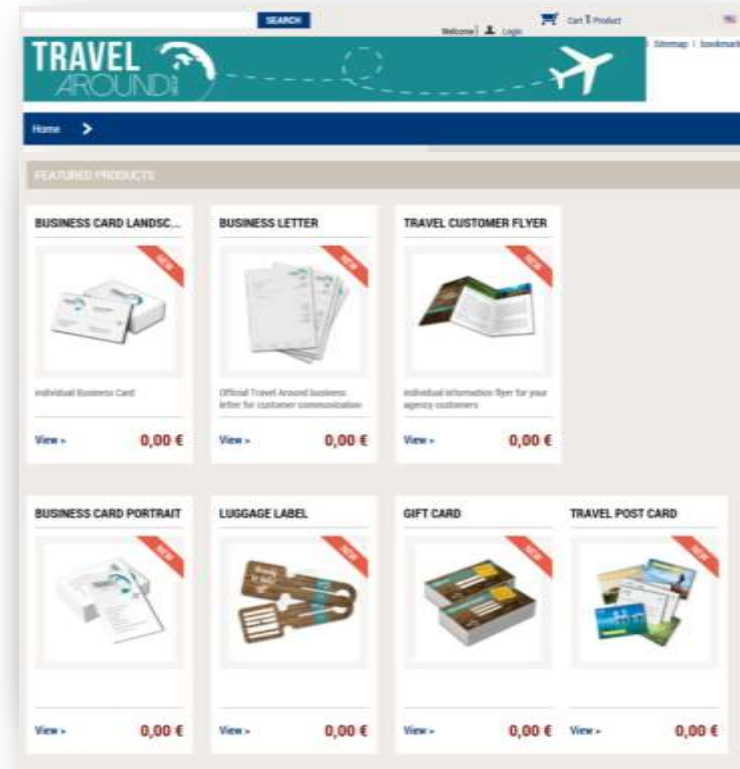 SEARCH
Welcome | Login
Cart 1 Product
Sitemap | bookmark
TRAVEL
AROUND
Home >
FEATURED PRODUCTS
BUSINESS CARD LANDSC...
BUSINESS LETTER
TRAVEL CUSTOMER FLYER
NEW
NEW
NEW
individual Business Card
Official Travel Around business
letter for customer communication
individual information flyer for your
agency customers
View »
0,00 €
View »
0,00 €
View »
0,00 €
BUSINESS CARD PORTRAIT
LUGGAGE LABEL
GIFT CARD
TRAVEL POST CARD
NEW
NEW
NEW
NEW
View »
0,00 €
View »
0,00 €
View »
0,00 €
View »
0,00 €